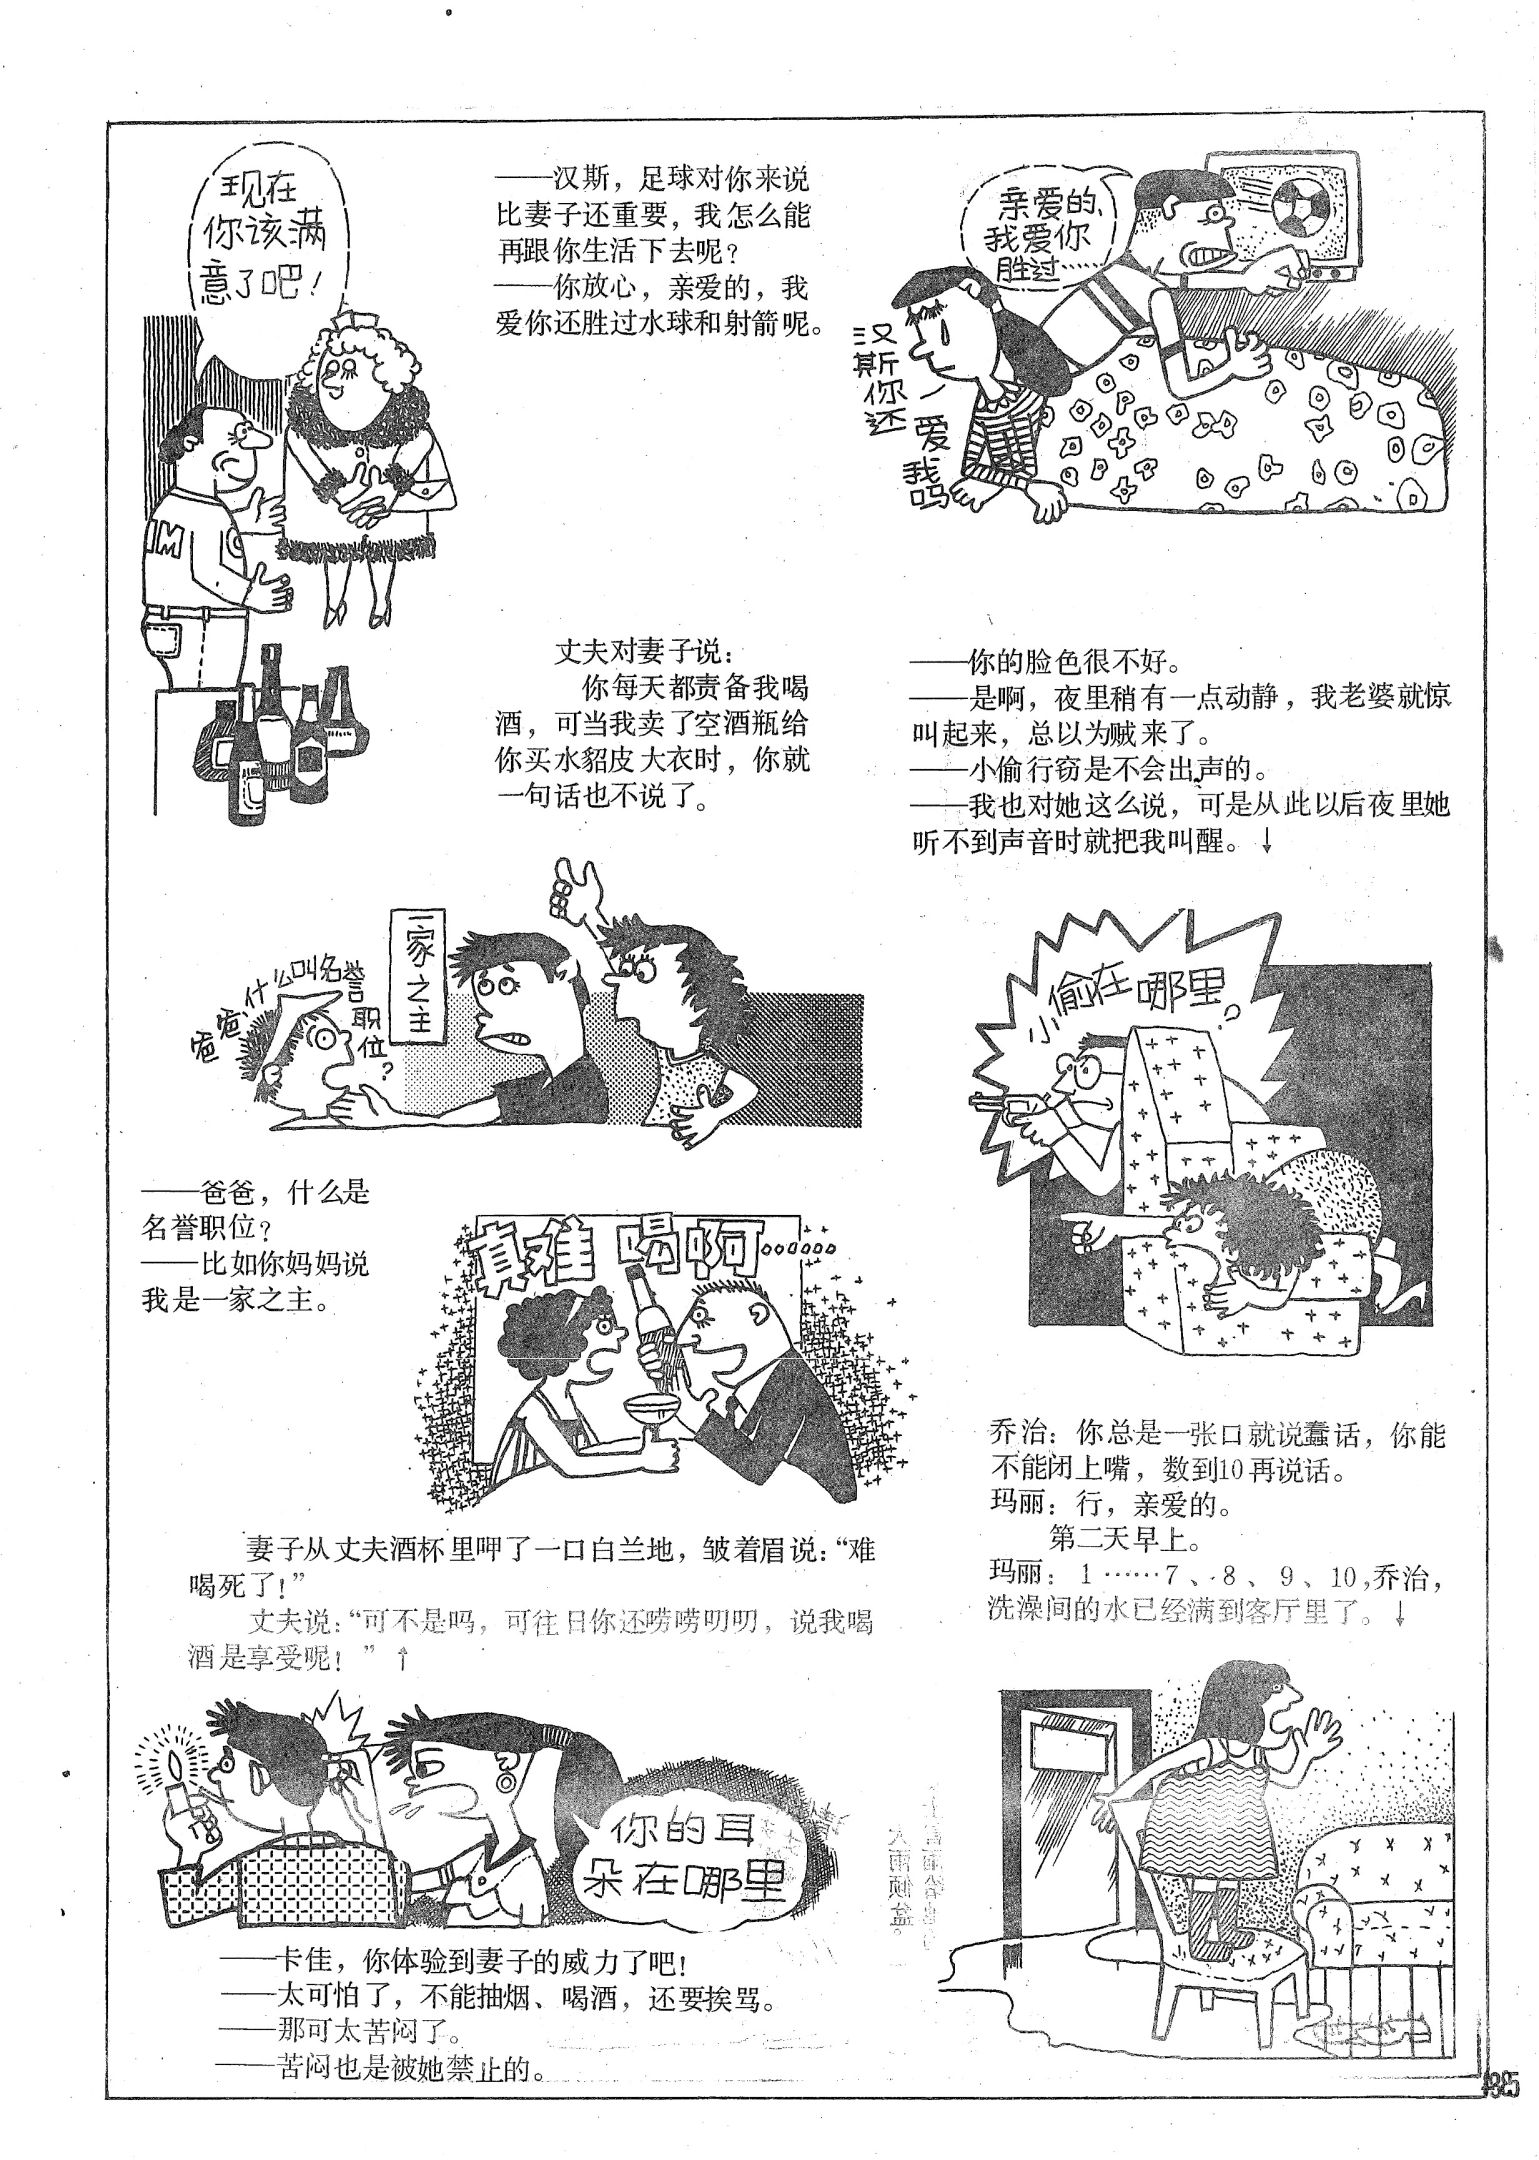 现在
你该满
意了吧！
——汉斯，足球对你来说
比妻子还重要，我怎么能
再跟你生活下去呢？
——你放心，亲爱的，我
爱你还胜过水球和射箭呢。
亲爱的、
我爱你
胜过……
汉斯你还爱我吗
IM
丈夫对妻子说：
你每天都责备我喝
酒，可当我卖了空酒瓶给
你买水貂皮大衣时，你就
一句话也不说了。
——你的脸色很不好。
——是啊，夜里稍有一点动静，我老婆就惊
叫起来，总以为贼来了。
——小偷行窃是不会出声的。
——我也对她这么说，可是从此以后夜里她
听不到声音时就把我叫醒。↓
爸爸，什么叫名誉职位？
一家之主
小偷在哪里？
——爸爸，什么是
名誉职位？
——比如你妈妈说
我是一家之主。
真难喝啊……
妻子从丈夫酒杯里呷了一口白兰地，皱着眉说：“难
喝死了！”
丈夫说：“可不是吗，可往日你还唠唠叨叨，说我喝
酒是享受呢！”↑
乔治：你总是一张口就说蠢话，你能
不能闭上嘴，数到10再说话。
玛丽：行，亲爱的。
第二天早上。
玛丽：1……7、8、9、10，乔治，
洗澡间的水已经满到客厅里了。↓
你的耳
朵在哪里
——卡佳，你体验到妻子的威力了吧！
——太可怕了，不能抽烟、喝酒，还要挨骂。
——那可太苦闷了。
——苦闷也是被她禁止的。